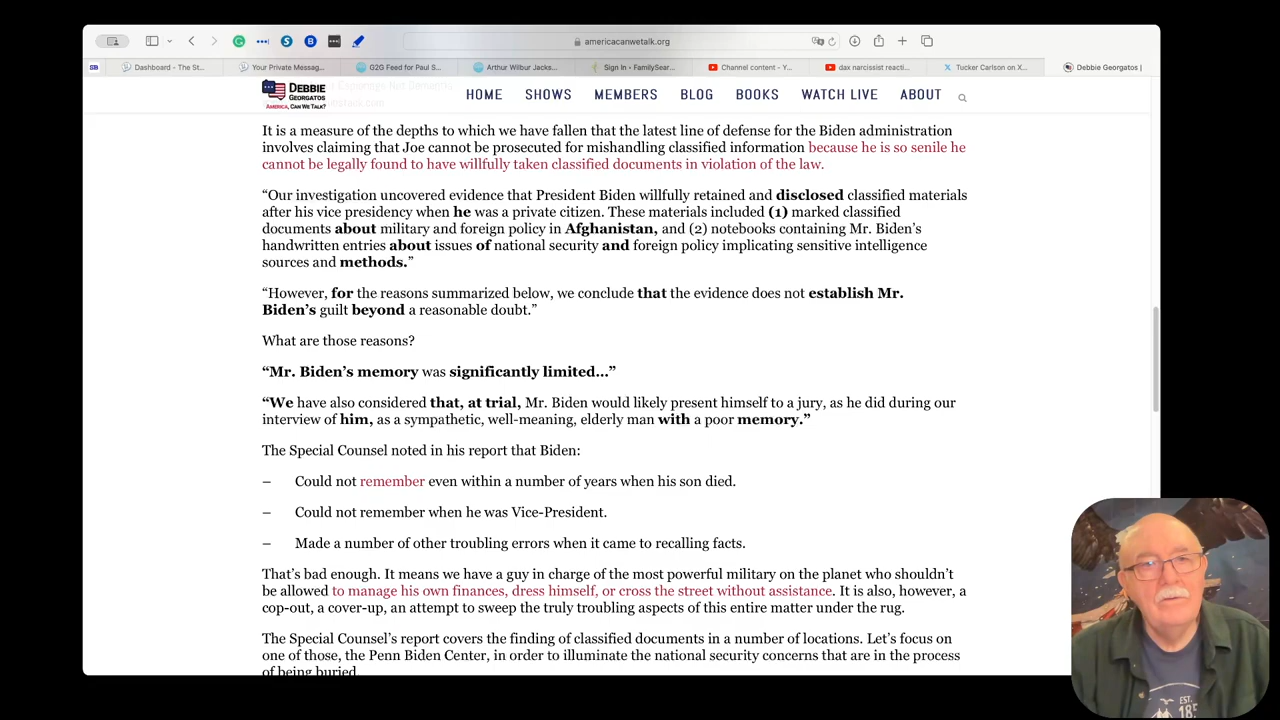 americacanwetalk.org
SB
Dashboard - The St...
Your Private Messag...
G2G Feed for Paul S...
Arthur Wilbur Jacks...
Sign In - FamilySear...
Channel content - Y...
dax narcissist reacti...
Tucker Carlson on X...
Debbie Georgatos |
DEBBIE
GEORGATOS
AMERICA, CAN WE TALK?
HOME SHOWS MEMBERS BLOG BOOKS WATCH LIVE ABOUT
It is a measure of the depths to which we have fallen that the latest line of defense for the Biden administration
involves claiming that Joe cannot be prosecuted for mishandling classified information because he is so senile he
cannot be legally found to have willfully taken classified documents in violation of the law.
“Our investigation uncovered evidence that President Biden willfully retained and disclosed classified materials
after his vice presidency when he was a private citizen. These materials included (1) marked classified
documents about military and foreign policy in Afghanistan, and (2) notebooks containing Mr. Biden’s
handwritten entries about issues of national security and foreign policy implicating sensitive intelligence
sources and methods.”
“However, for the reasons summarized below, we conclude that the evidence does not establish Mr.
Biden’s guilt beyond a reasonable doubt.”
What are those reasons?
“Mr. Biden’s memory was significantly limited...”
“We have also considered that, at trial, Mr. Biden would likely present himself to a jury, as he did during our
interview of him, as a sympathetic, well-meaning, elderly man with a poor memory.”
The Special Counsel noted in his report that Biden:
– Could not remember even within a number of years when his son died.
– Could not remember when he was Vice-President.
– Made a number of other troubling errors when it came to recalling facts.
That’s bad enough. It means we have a guy in charge of the most powerful military on the planet who shouldn’t
be allowed to manage his own finances, dress himself, or cross the street without assistance. It is also, however, a
cop-out, a cover-up, an attempt to sweep the truly troubling aspects of this entire matter under the rug.
The Special Counsel’s report covers the finding of classified documents in a number of locations. Let’s focus on
one of those, the Penn Biden Center, in order to illuminate the national security concerns that are in the process
of being buried
EST.